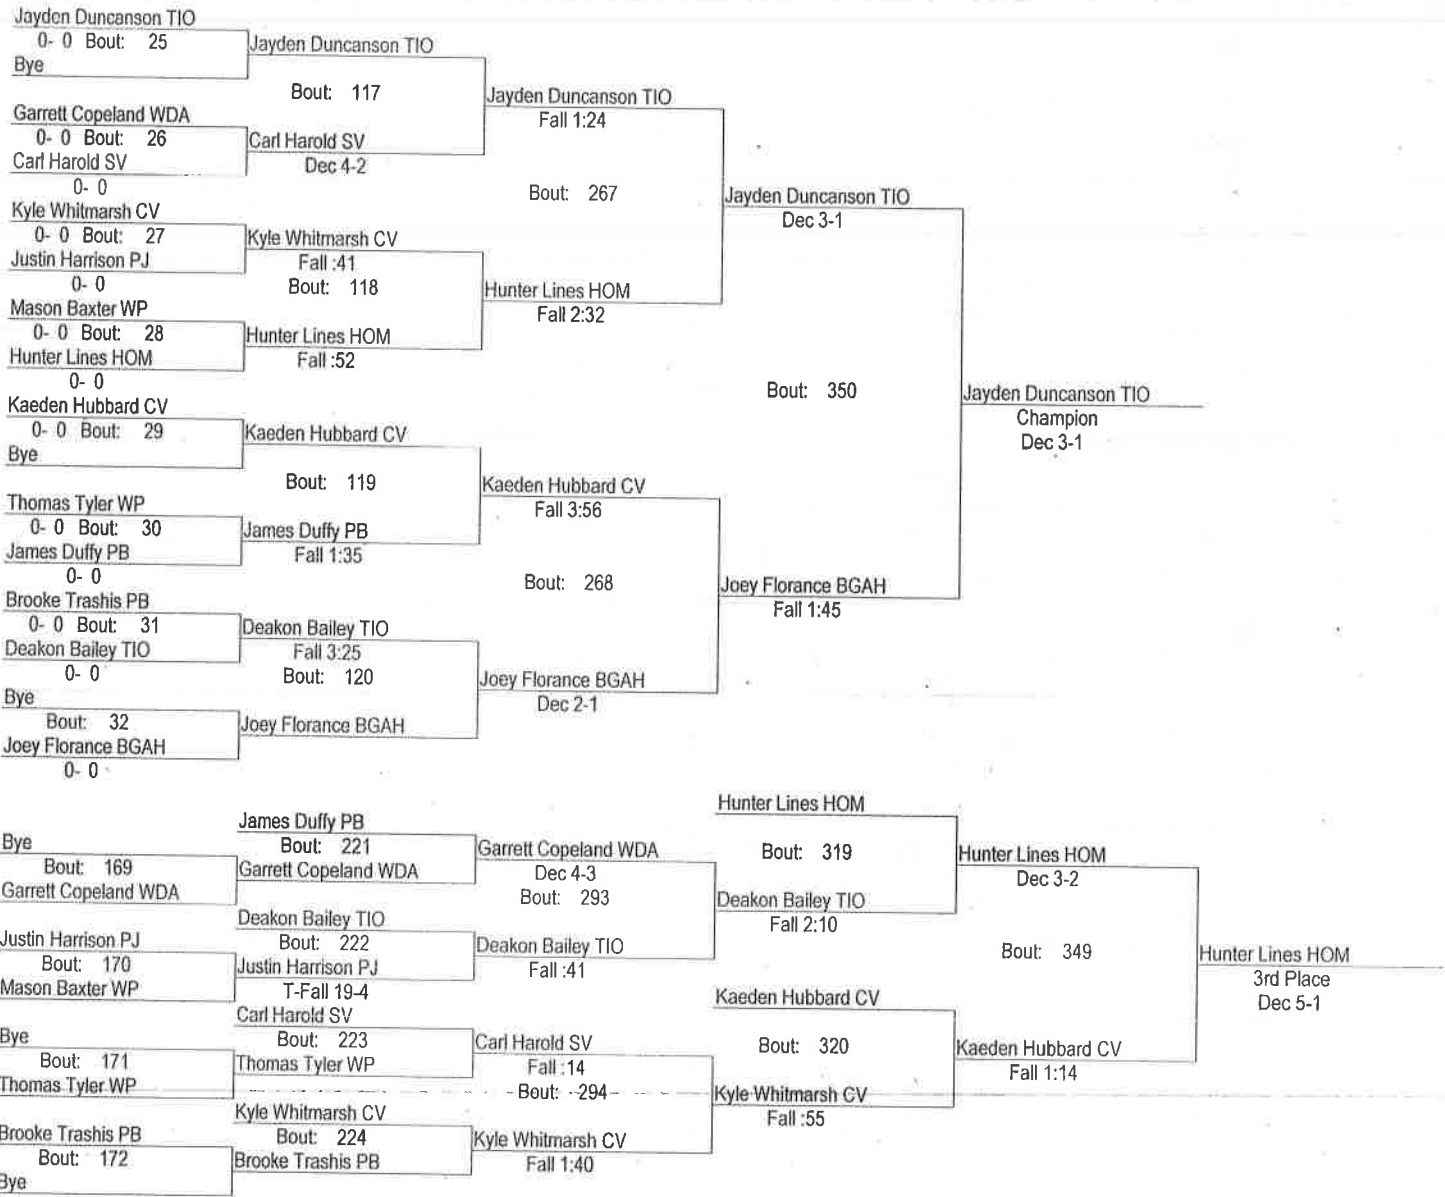 Jayden Duncanson TIO
0- 0 Bout: 25
Bye
Jayden Duncanson TIO
Bout: 117
Garrett Copeland WDA
0- 0 Bout: 26
Carl Harold SV
0- 0
Carl Harold SV
Dec 4-2
Jayden Duncanson TIO
Fall 1:24
Bout: 267
Kyle Whitmarsh CV
0- 0 Bout: 27
Justin Harrison PJ
0- 0
Kyle Whitmarsh CV
Fall :41
Bout: 118
Mason Baxter WP
0- 0 Bout: 28
Hunter Lines HOM
0- 0
Hunter Lines HOM
Fall :52
Hunter Lines HOM
Fall 2:32
Jayden Duncanson TIO
Dec 3-1
Bout: 350
Jayden Duncanson TIO
Champion
Dec 3-1
Kaeden Hubbard CV
0- 0 Bout: 29
Bye
Kaeden Hubbard CV
Bout: 119
Thomas Tyler WP
0- 0 Bout: 30
James Duffy PB
0- 0
James Duffy PB
Fall 1:35
Kaeden Hubbard CV
Fall 3:56
Bout: 268
Brooke Trashis PB
0- 0 Bout: 31
Deakon Bailey TIO
0- 0
Deakon Bailey TIO
Fall 3:25
Bout: 120
Bye
Bout: 32
Joey Florance BGAH
0- 0
Joey Florance BGAH
Joey Florance BGAH
Dec 2-1
Joey Florance BGAH
Fall 1:45
Bye
Bout: 169
Garrett Copeland WDA
James Duffy PB
Bout: 221
Garrett Copeland WDA
Garrett Copeland WDA
Dec 4-3
Bout: 293
Justin Harrison PJ
Bout: 170
Mason Baxter WP
Deakon Bailey TIO
Bout: 222
Justin Harrison PJ
T-Fall 19-4
Deakon Bailey TIO
Fall :41
Hunter Lines HOM
Bout: 319
Deakon Bailey TIO
Fall 2:10
Hunter Lines HOM
Dec 3-2
Bout: 349
Hunter Lines HOM
3rd Place
Dec 5-1
Bye
Bout: 171
Thomas Tyler WP
Carl Harold SV
Bout: 223
Thomas Tyler WP
Carl Harold SV
Fall :14
Bout: 294
Brooke Trashis PB
Bout: 172
Bye
Kyle Whitmarsh CV
Bout: 224
Brooke Trashis PB
Kyle Whitmarsh CV
Fall 1:40
Kaeden Hubbard CV
Bout: 320
Kyle Whitmarsh CV
Fall :55
Kaeden Hubbard CV
Fall 1:14